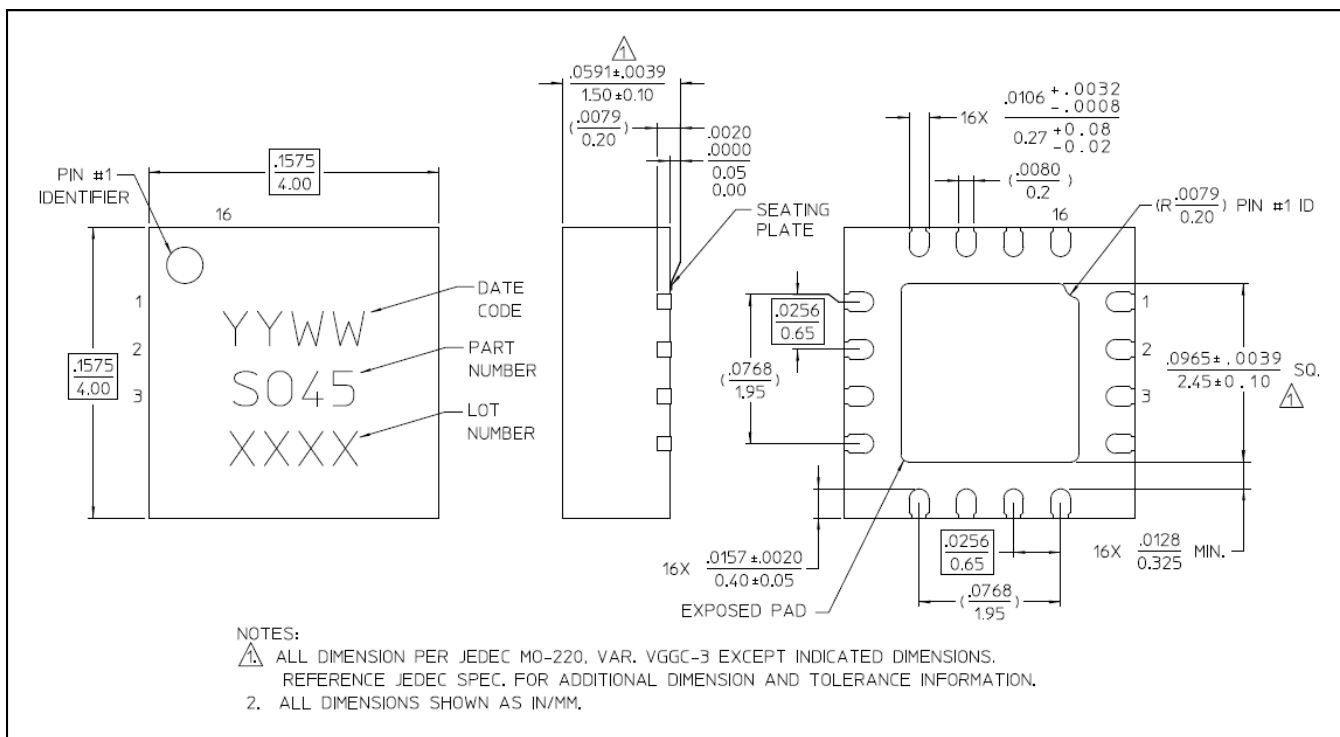 PIN #1
IDENTIFIER
.1575
4.00
16
1
2
3
.1575
4.00
YYWW
SO45
XXXX
DATE
CODE
PART
NUMBER
LOT
NUMBER
1
.0591±.0039
1.50±0.10
(.0079
0.20)
.0020
.0000
0.05
0.00
SEATING
PLATE
16X .0106 +.0032
-.0008
0.27 +0.08
-0.02
(.0080
0.2)
16
(R.0079
0.20) PIN #1 ID
.0256
0.65
(.0768
1.95)
1
2
3
.0965±.0039
2.45±0.10 SQ.
1
16X .0157±.0020
0.40±0.05
EXPOSED PAD
.0256
0.65
(.0768
1.95)
16X .0128
0.325 MIN.
NOTES:
1. ALL DIMENSION PER JEDEC MO-220, VAR. VGGC-3 EXCEPT INDICATED DIMENSIONS.
REFERENCE JEDEC SPEC. FOR ADDITIONAL DIMENSION AND TOLERANCE INFORMATION.
2. ALL DIMENSIONS SHOWN AS IN/MM.